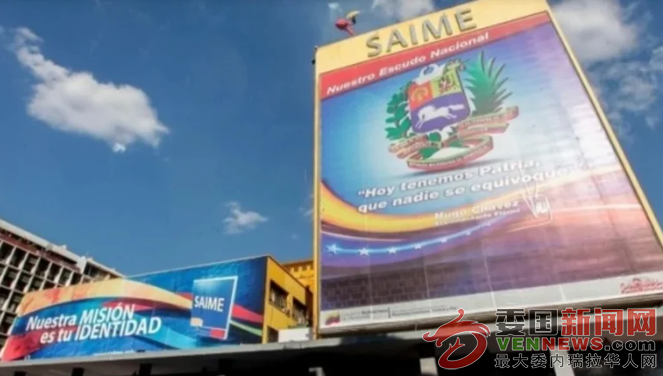 SAIME
Nuestro Escudo Nacional
"Hoy tenemos Patria,
que nadie se equivoque"
Hugo Chávez
Nuestra MISIÓN
es tu IDENTIDAD
SAIME
委国新闻网
VENNEWS.COM
最大委内瑞拉华人网